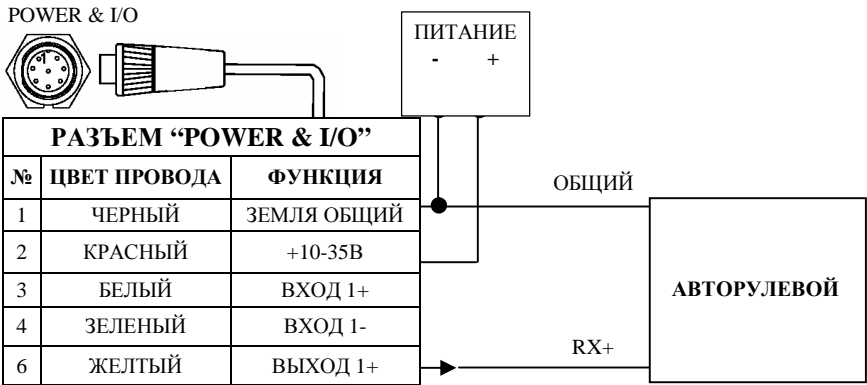 POWER & I/O
ПИТАНИЕ
- +
РАЗЪЕМ “POWER & I/O”
№ ЦВЕТ ПРОВОДА ФУНКЦИЯ
1 ЧЕРНЫЙ ЗЕМЛЯ ОБЩИЙ
2 КРАСНЫЙ +10-35В
3 БЕЛЫЙ ВХОД 1+
4 ЗЕЛЕНЫЙ ВХОД 1-
6 ЖЕЛТЫЙ ВЫХОД 1+
ОБЩИЙ
АВТОРУЛЕВОЙ
RX+